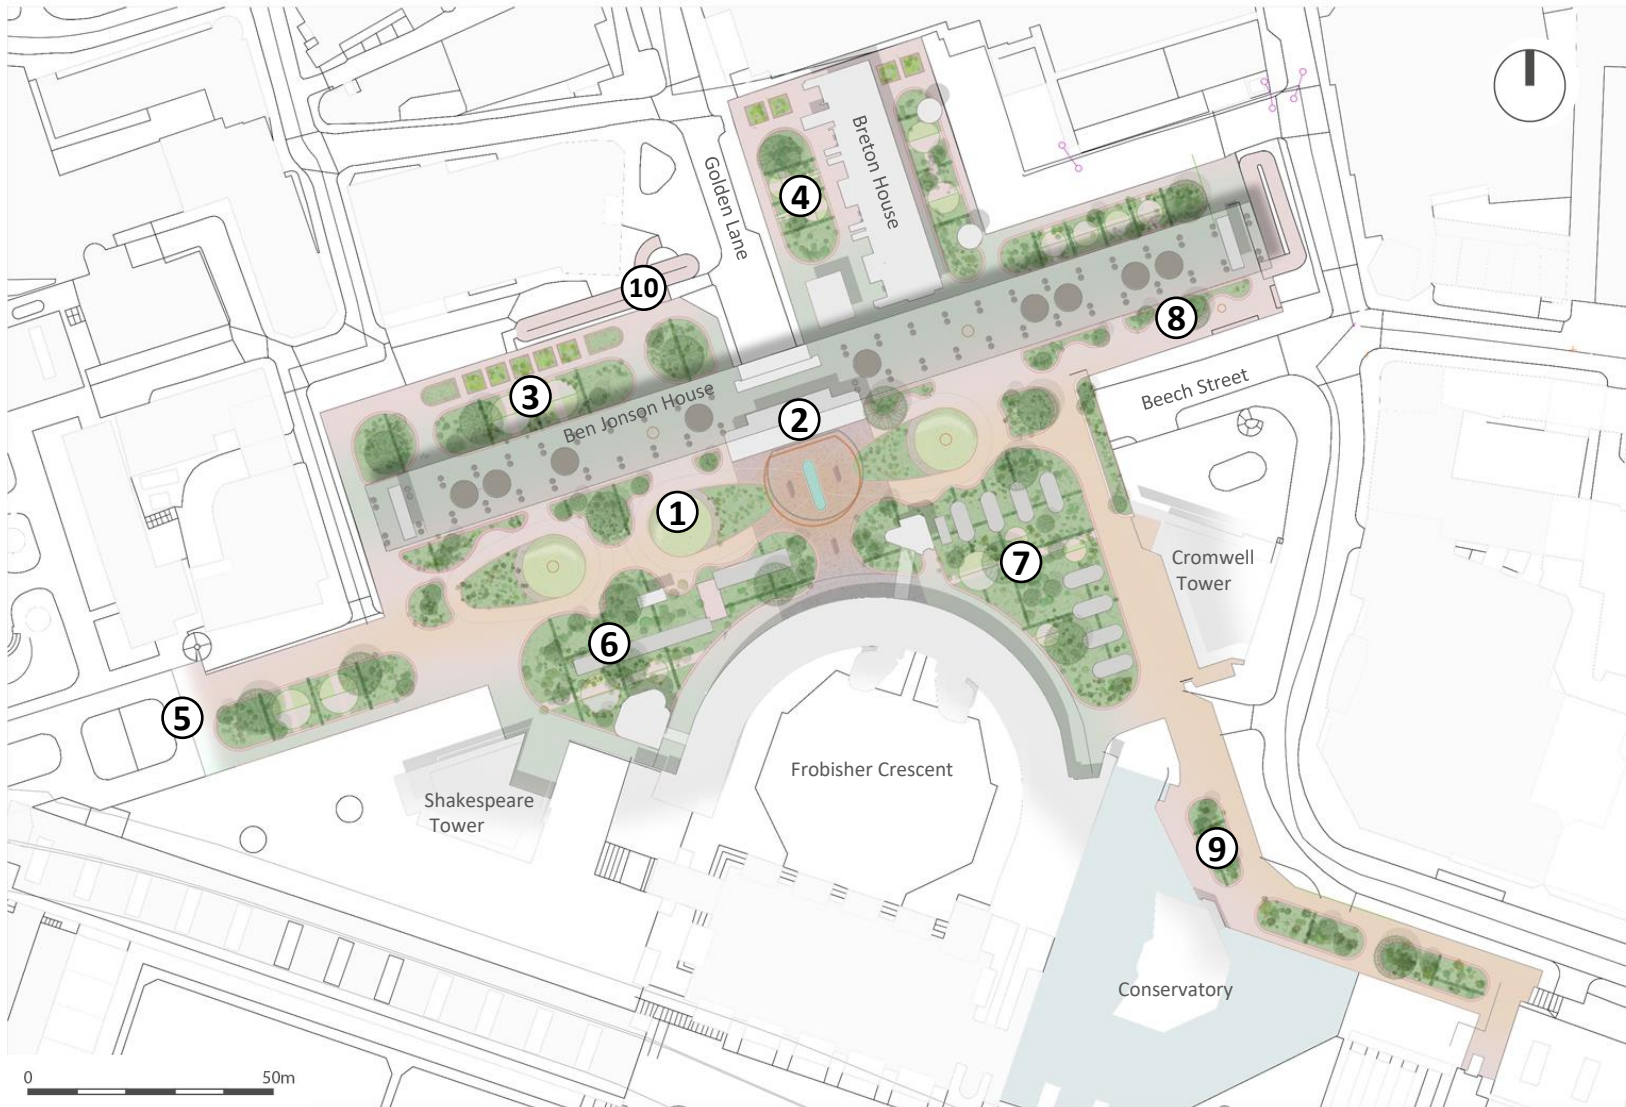 Breton House
Golden Lane
4
10
8
3
Ben Jonson House
2
Beech Street
1
7
Cromwell
Tower
6
5
Frobisher Crescent
Shakespeare
Tower
9
Conservatory
0
50m